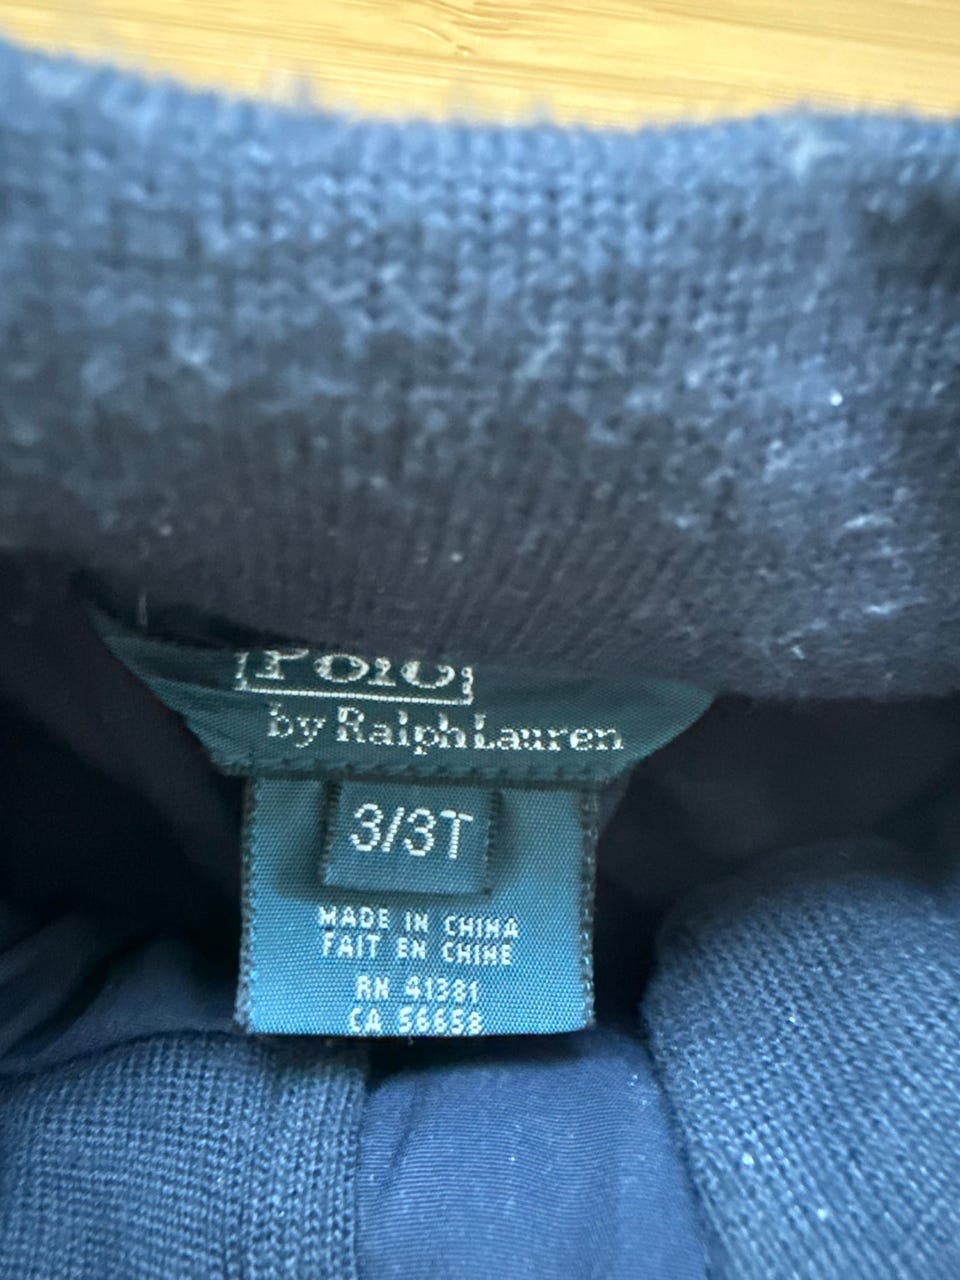 POLO
by Ralph Lauren
3/3T
MADE IN CHINA
FAIT EN CHINE
RN 41381
CA 56658